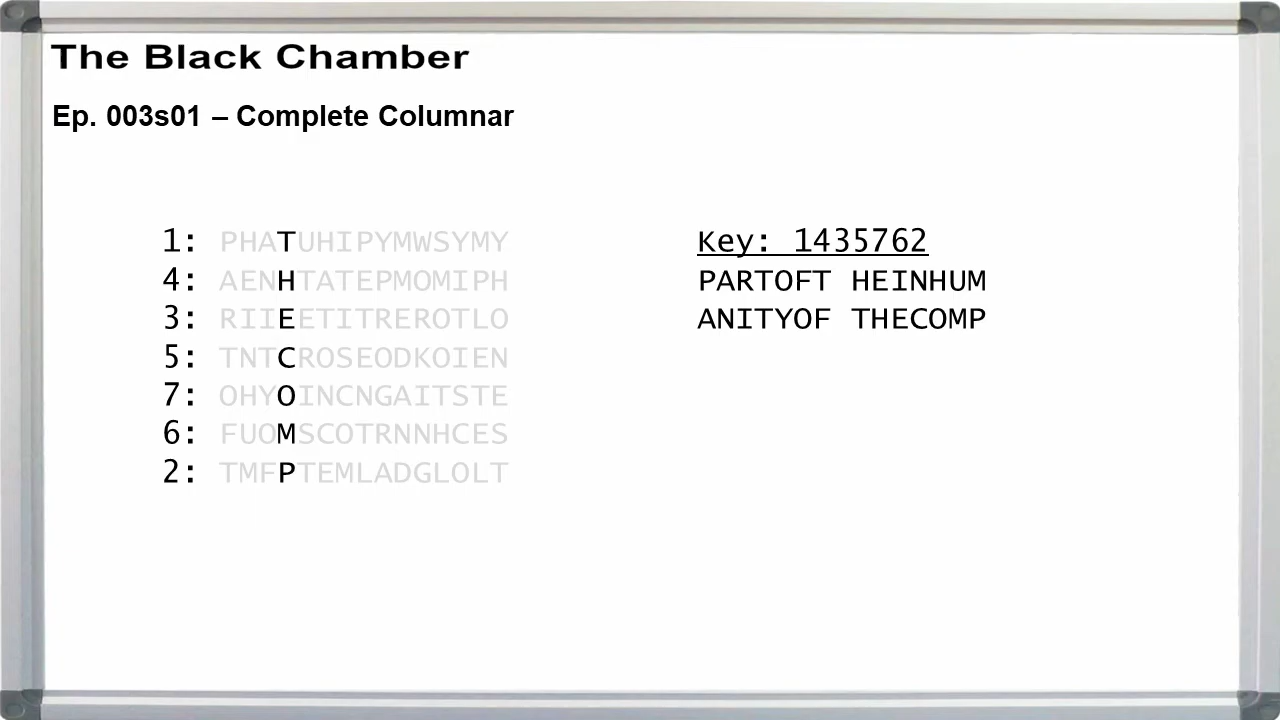 The Black Chamber
Ep. 003s01 – Complete Columnar
1: PHATUHIPYMWSYMY
4: AENHTATEPMOMIPH
3: RIIEETITREROTLO
5: TNTCROSEODKOIEN
7: OHYOINCNGAITSTE
6: FUOMSCOTRNNHCES
2: TMFPTEMLADGLOLT
Key: 1435762
PARTOFT HEINHUM
ANITYOF THECOMP